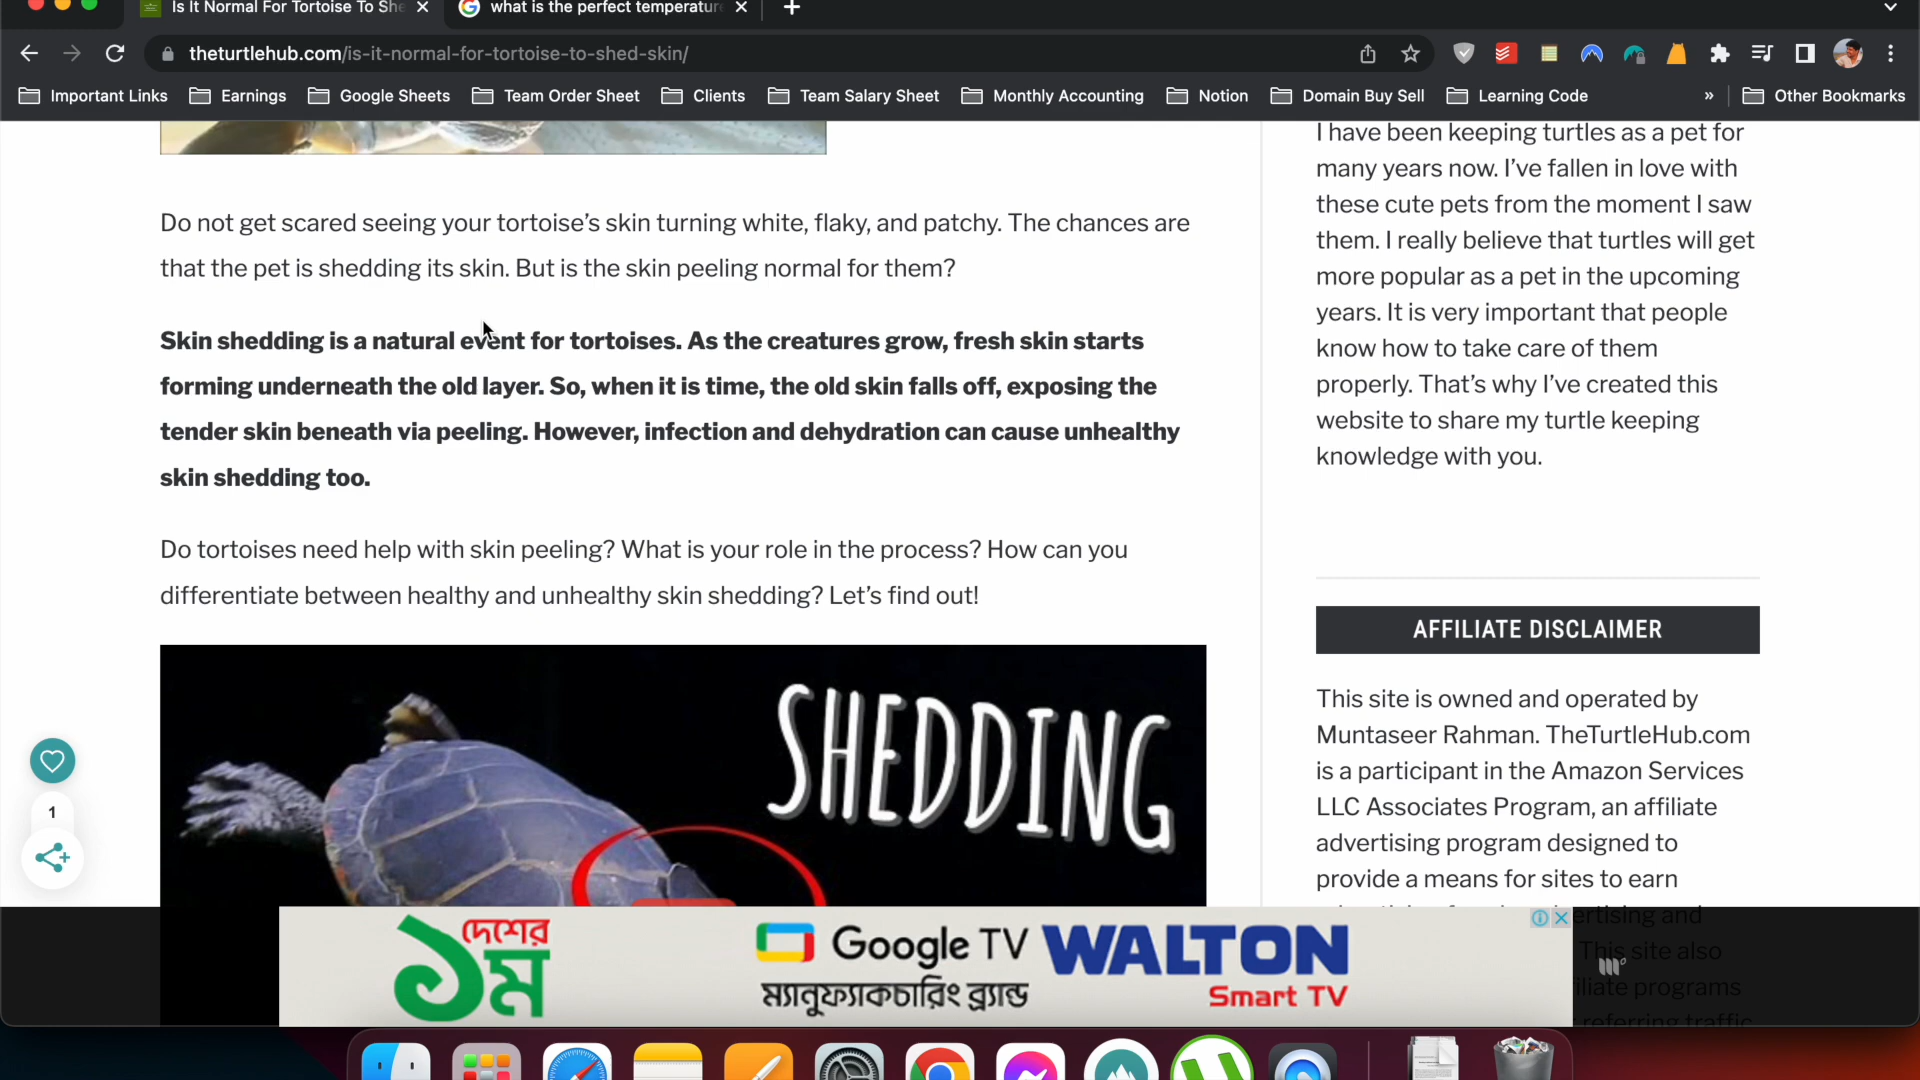 Is It Normal For Tortoise To She
what is the perfect temperature
theturtlehub.com/is-it-normal-for-tortoise-to-shed-skin/
Important Links
Earnings
Google Sheets
Team Order Sheet
Clients
Team Salary Sheet
Monthly Accounting
Notion
Domain Buy Sell
Learning Code
»
Other Bookmarks
Do not get scared seeing your tortoise’s skin turning white, flaky, and patchy. The chances are
that the pet is shedding its skin. But is the skin peeling normal for them?
Skin shedding is a natural event for tortoises. As the creatures grow, fresh skin starts
forming underneath the old layer. So, when it is time, the old skin falls off, exposing the
tender skin beneath via peeling. However, infection and dehydration can cause unhealthy
skin shedding too.
Do tortoises need help with skin peeling? What is your role in the process? How can you
differentiate between healthy and unhealthy skin shedding? Let’s find out!
SHEDDING
1
I have been keeping turtles as a pet for
many years now. I’ve fallen in love with
these cute pets from the moment I saw
them. I really believe that turtles will get
more popular as a pet in the upcoming
years. It is very important that people
know how to take care of them
properly. That’s why I’ve created this
website to share my turtle keeping
knowledge with you.
AFFILIATE DISCLAIMER
This site is owned and operated by
Muntaseer Rahman. TheTurtleHub.com
is a participant in the Amazon Services
LLC Associates Program, an affiliate
advertising program designed to
provide a means for sites to earn
This site also
referring traffic
দেশের
১ম
Google TV
ম্যানুফ্যাকচারিং ব্র্যান্ড
WALTON
Smart TV